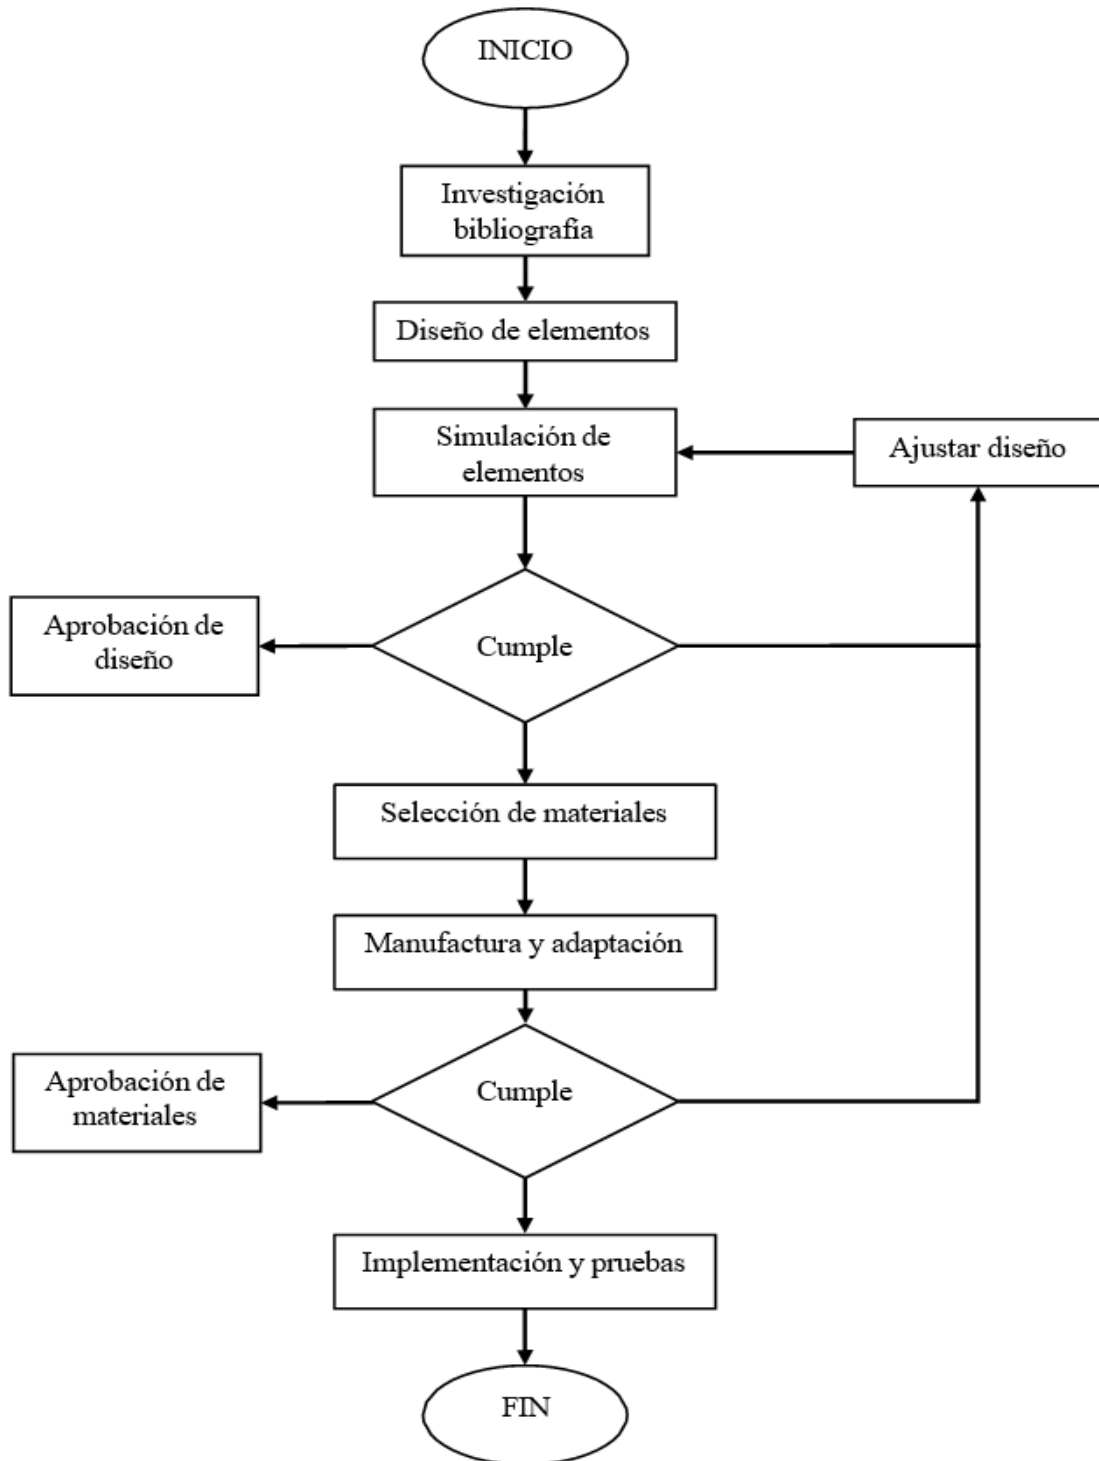 INICIO
Investigación
bibliografía
Diseño de elementos
Simulación de
elementos
Ajustar diseño
Aprobación de
diseño
Cumple
Selección de materiales
Manufactura y adaptación
Aprobación de
materiales
Cumple
Implementación y pruebas
FIN